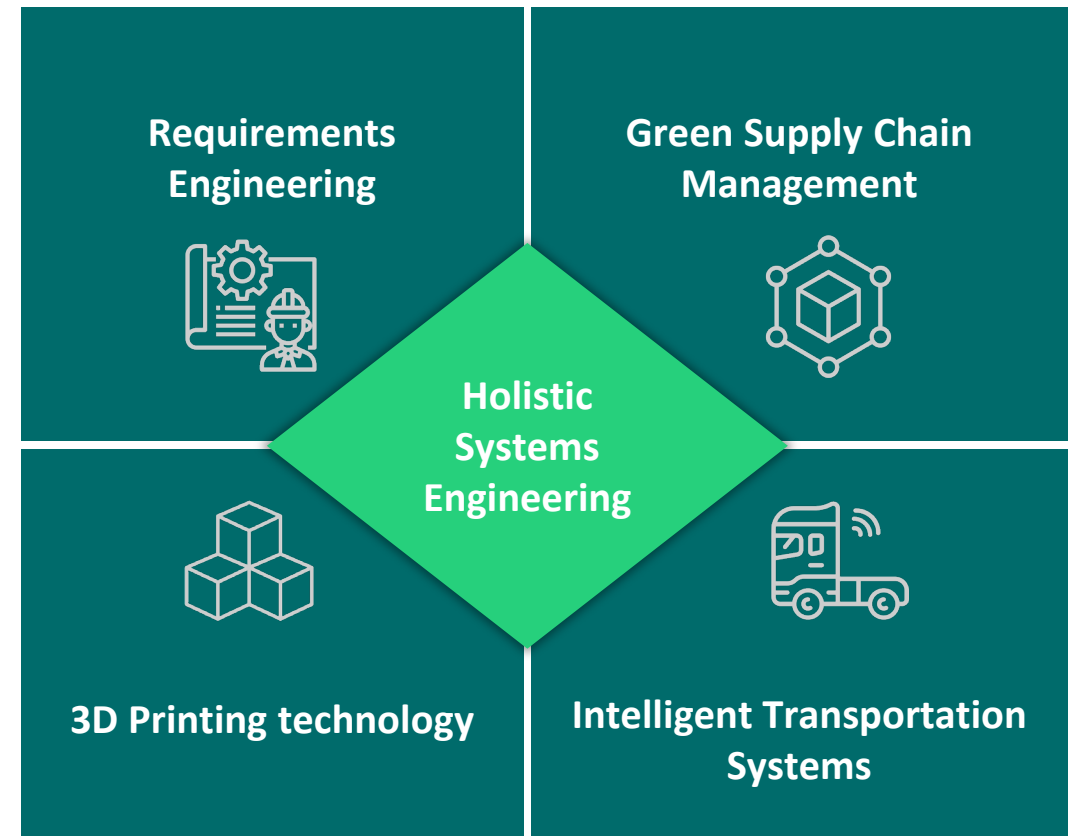 Requirements
Engineering
Green Supply Chain
Management
Holistic
Systems
Engineering
3D Printing technology
Intelligent Transportation
Systems